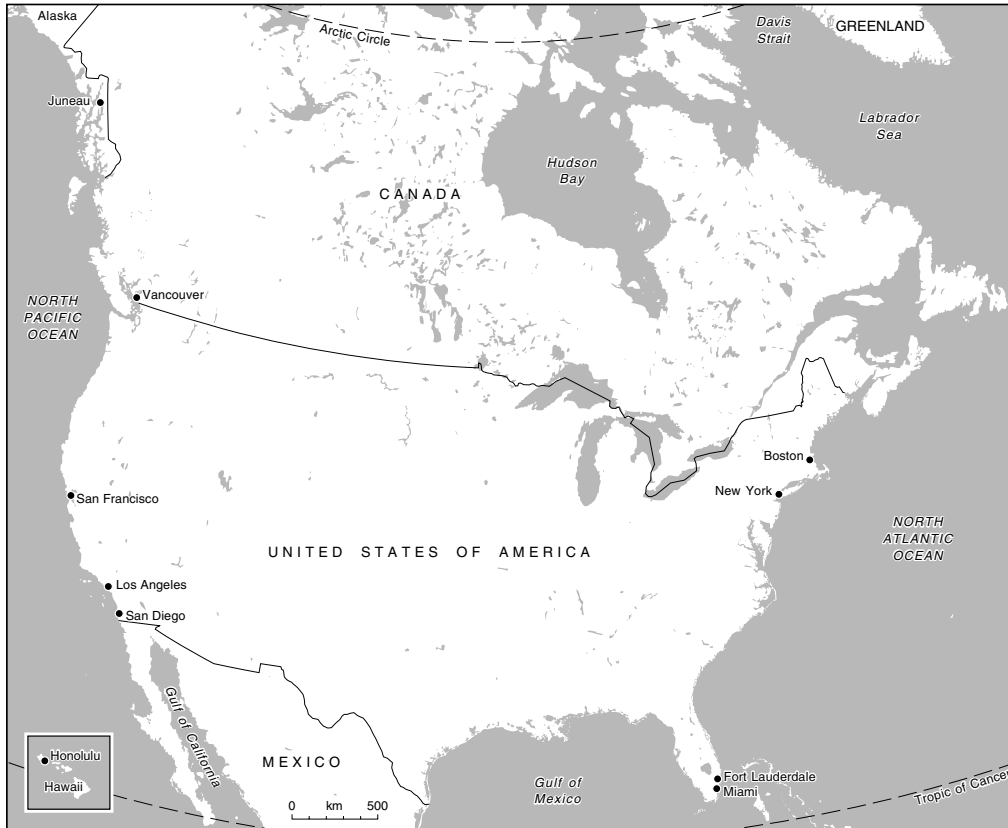 Alaska
Arctic Circle
Davis
Strait
GREENLAND
Juneau
Labrador
Sea
Hudson
Bay
CANADA
NORTH
PACIFIC
OCEAN
Vancouver
Boston
New York
San Francisco
NORTH
ATLANTIC
OCEAN
UNITED STATES OF AMERICA
Los Angeles
San Diego
Gulf of California
MEXICO
Honolulu
Hawaii
Gulf of
Mexico
Fort Lauderdale
Miami
Tropic of Cancer
0 km 500